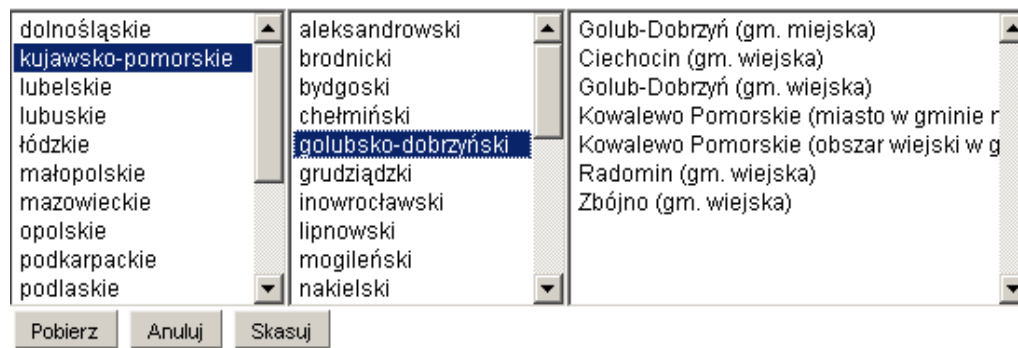 dolnośląskie
kujawsko-pomorskie
lubelskie
lubuskie
łódzkie
małopolskie
mazowieckie
opolskie
podkarpackie
podlaskie
aleksandrowski
brodnicki
bydgoski
chełmiński
golubsko-dobrzyński
grudziądzki
inowrocławski
lipnowski
mogileński
nakielski
Golub-Dobrzyń (gm. miejska)
Ciechocin (gm. wiejska)
Golub-Dobrzyń (gm. wiejska)
Kowalewo Pomorskie (miasto w gminie
Kowalewo Pomorskie (obszar wiejski w g
Radomin (gm. wiejska)
Zbójno (gm. wiejska)
Pobierz Anuluj Skasuj